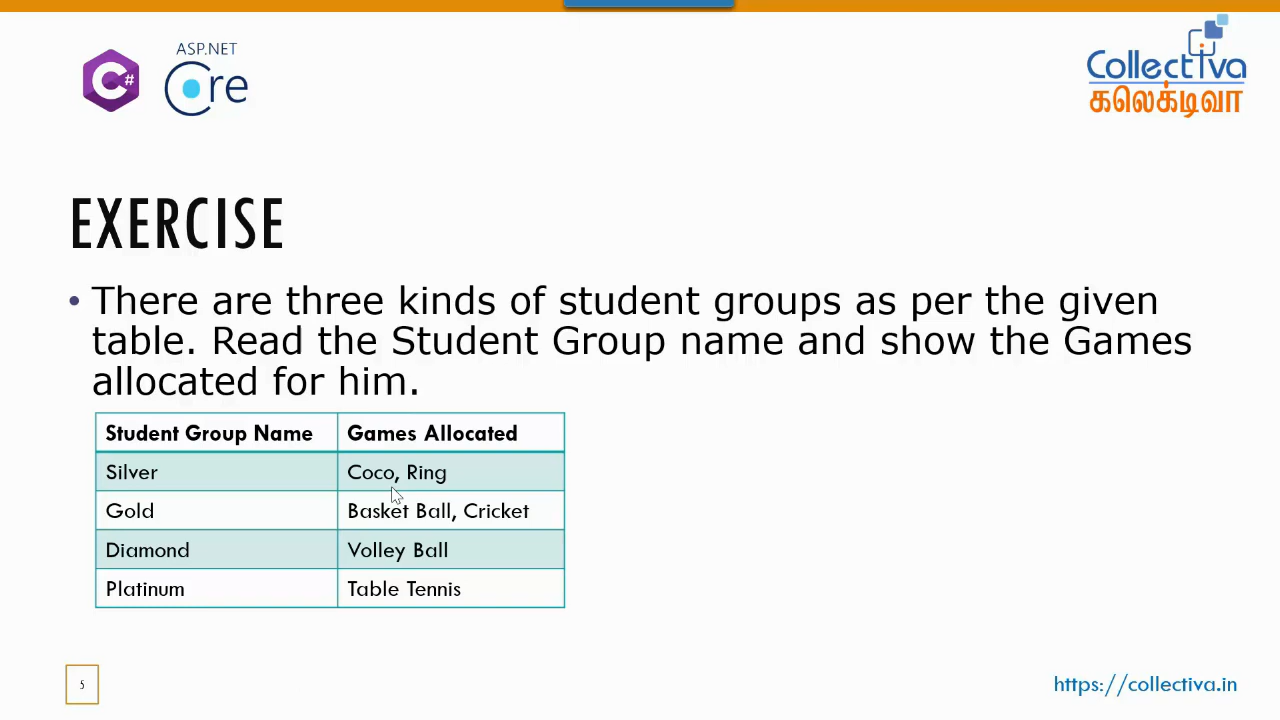 C#
ASP.NET
Core
Collectiva
கலெக்டிவா
EXERCISE
• There are three kinds of student groups as per the given
table. Read the Student Group name and show the Games
allocated for him.
Student Group Name Games Allocated
Silver Coco, Ring
Gold Basket Ball, Cricket
Diamond Volley Ball
Platinum Table Tennis
5
https://collectiva.in